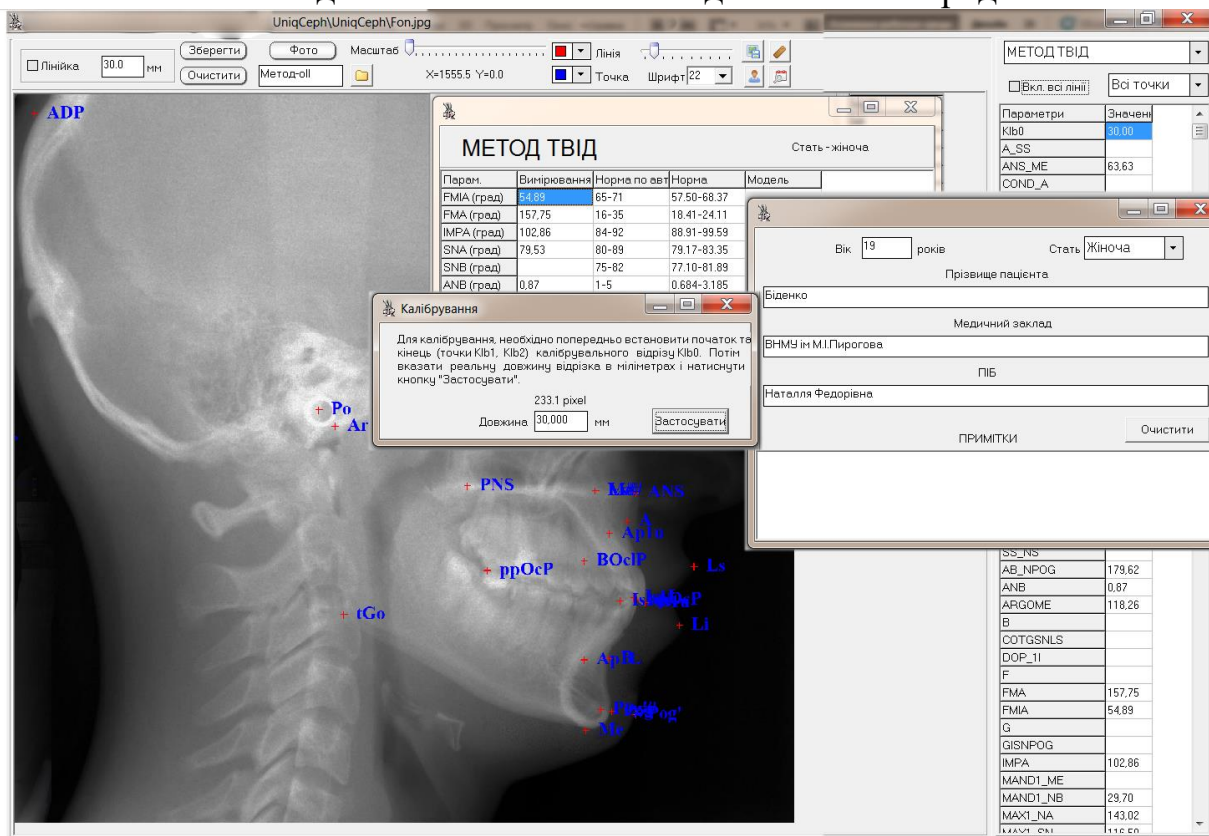 UniqCeph\UniqCeph\Fon.jpg
Лінійка 30.0 мм
Зберегти Фото Масштаб Лінія
Очистити Метод-oll X=1555.5 Y=0.0 Точка Шрифт 22
МЕТОД ТВІД
Вкл. всі лінії Всі точки
Параметри Значенн
Klb0 30,00
A_SS
ANS_ME 63,63
COND_A
ADP
МЕТОД ТВІД Стать - жіноча
Парам. Вимірювання Норма по авт Норма Модель
FMIA (град) 54,89 65-71 57.50-68.37
FMA (град) 157,75 16-35 18.41-24.11
IMPA (град) 102,86 84-92 88.91-99.59
SNA (град) 79,53 80-89 79.17-83.35
SNB (град) 75-82 77.10-81.89
ANB (град) 0,87 1-5 0.684-3.185
Вік 19 років Стать Жіноча
Прізвище пацієнта
Біденко
Медичний заклад
ВНМУ ім М.І.Пирогова
ПІБ
Наталля Федорівна
ПРИМІТКИ Очистити
Калібрування
Для калібрування, необхідно попередньо встановити початок та
кінець (точки Klb1, Klb2) калібрувального відрізу Klb0. Потім
вказати реальну довжину відрізка в міліметрах і натиснути
кнопку "Застосувати".
233.1 pixel
Довжина 30,000 мм Застосувати
Po
Ar
PNS
ANS
A
BOclP
ppOcP
Ls
tGo
Li
Me
SS_NS
AB_NPOG 179,62
ANB 0,87
ARGOME 118,26
B
COTGSNLS
DOP_1I
F
FMA 157,75
FMIA 54,89
G
GISNPOG
IMPA 102,86
MAND1_ME
MAND1_NB 29,70
MAX1_NA 143,02
MAX1_SN 116,50